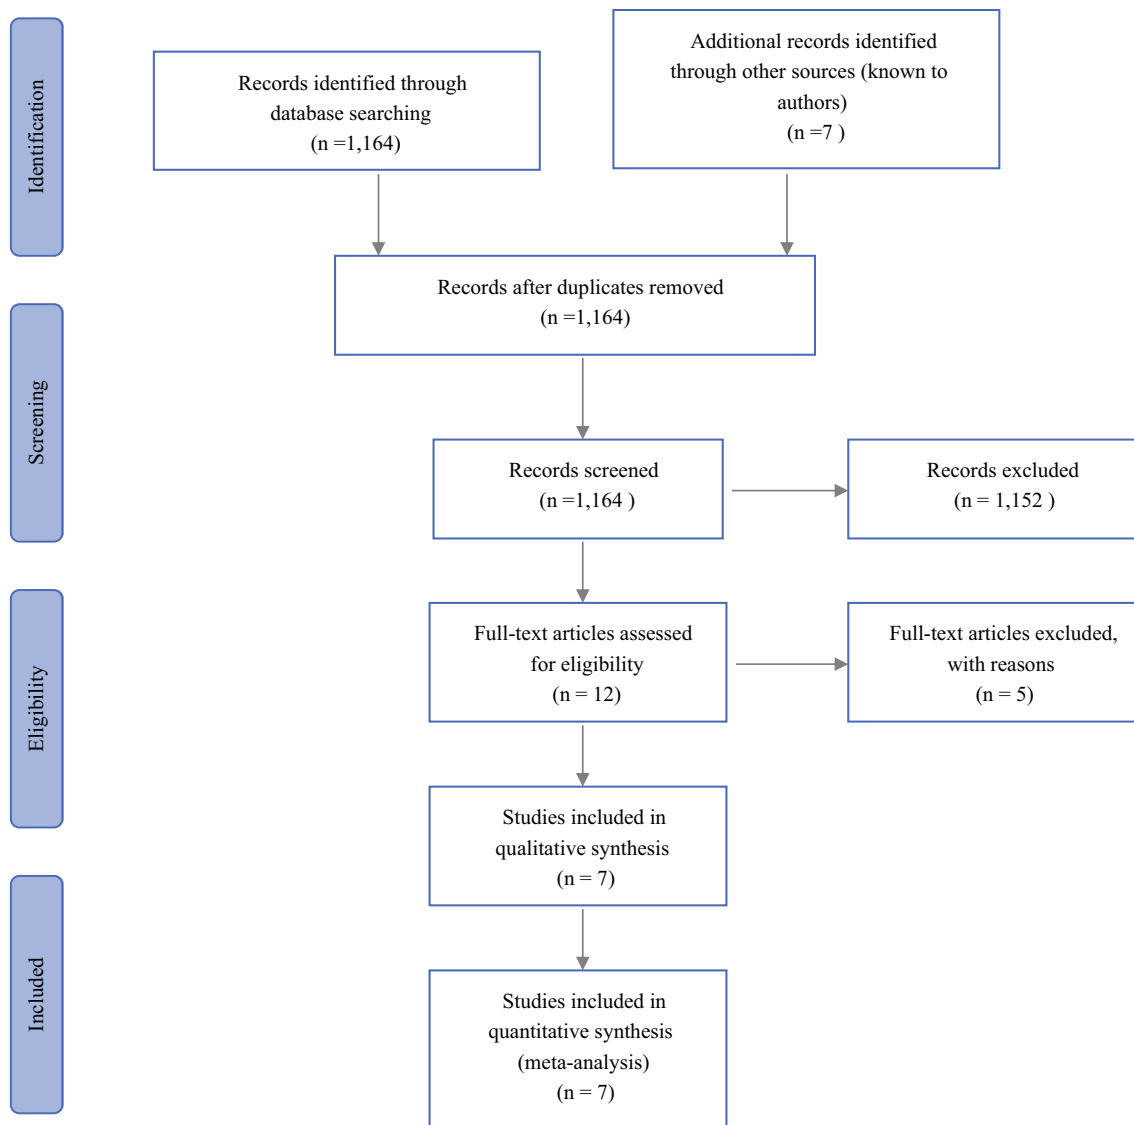 Identification
Records identified through
database searching
(n =1,164)
Additional records identified
through other sources (known to
authors)
(n =7 )
Records after duplicates removed
(n =1,164)
Screening
Records screened
(n =1,164 )
Records excluded
(n = 1,152 )
Eligibility
Full-text articles assessed
for eligibility
(n = 12)
Full-text articles excluded,
with reasons
(n = 5)
Studies included in
qualitative synthesis
(n = 7)
Included
Studies included in
quantitative synthesis
(meta-analysis)
(n = 7)